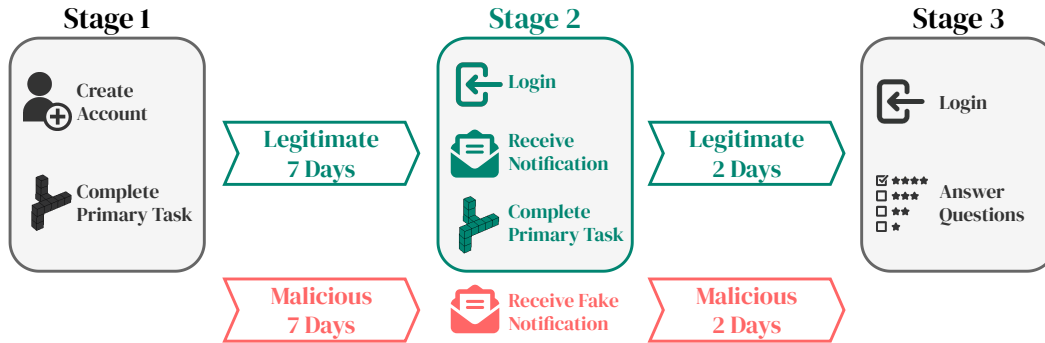 Stage 1
Create
Account
Complete
Primary Task
Legitimate
7 Days
Malicious
7 Days
Stage 2
Login
Receive
Notification
Complete
Primary Task
Receive Fake
Notification
Legitimate
2 Days
Malicious
2 Days
Stage 3
Login
Answer
Questions